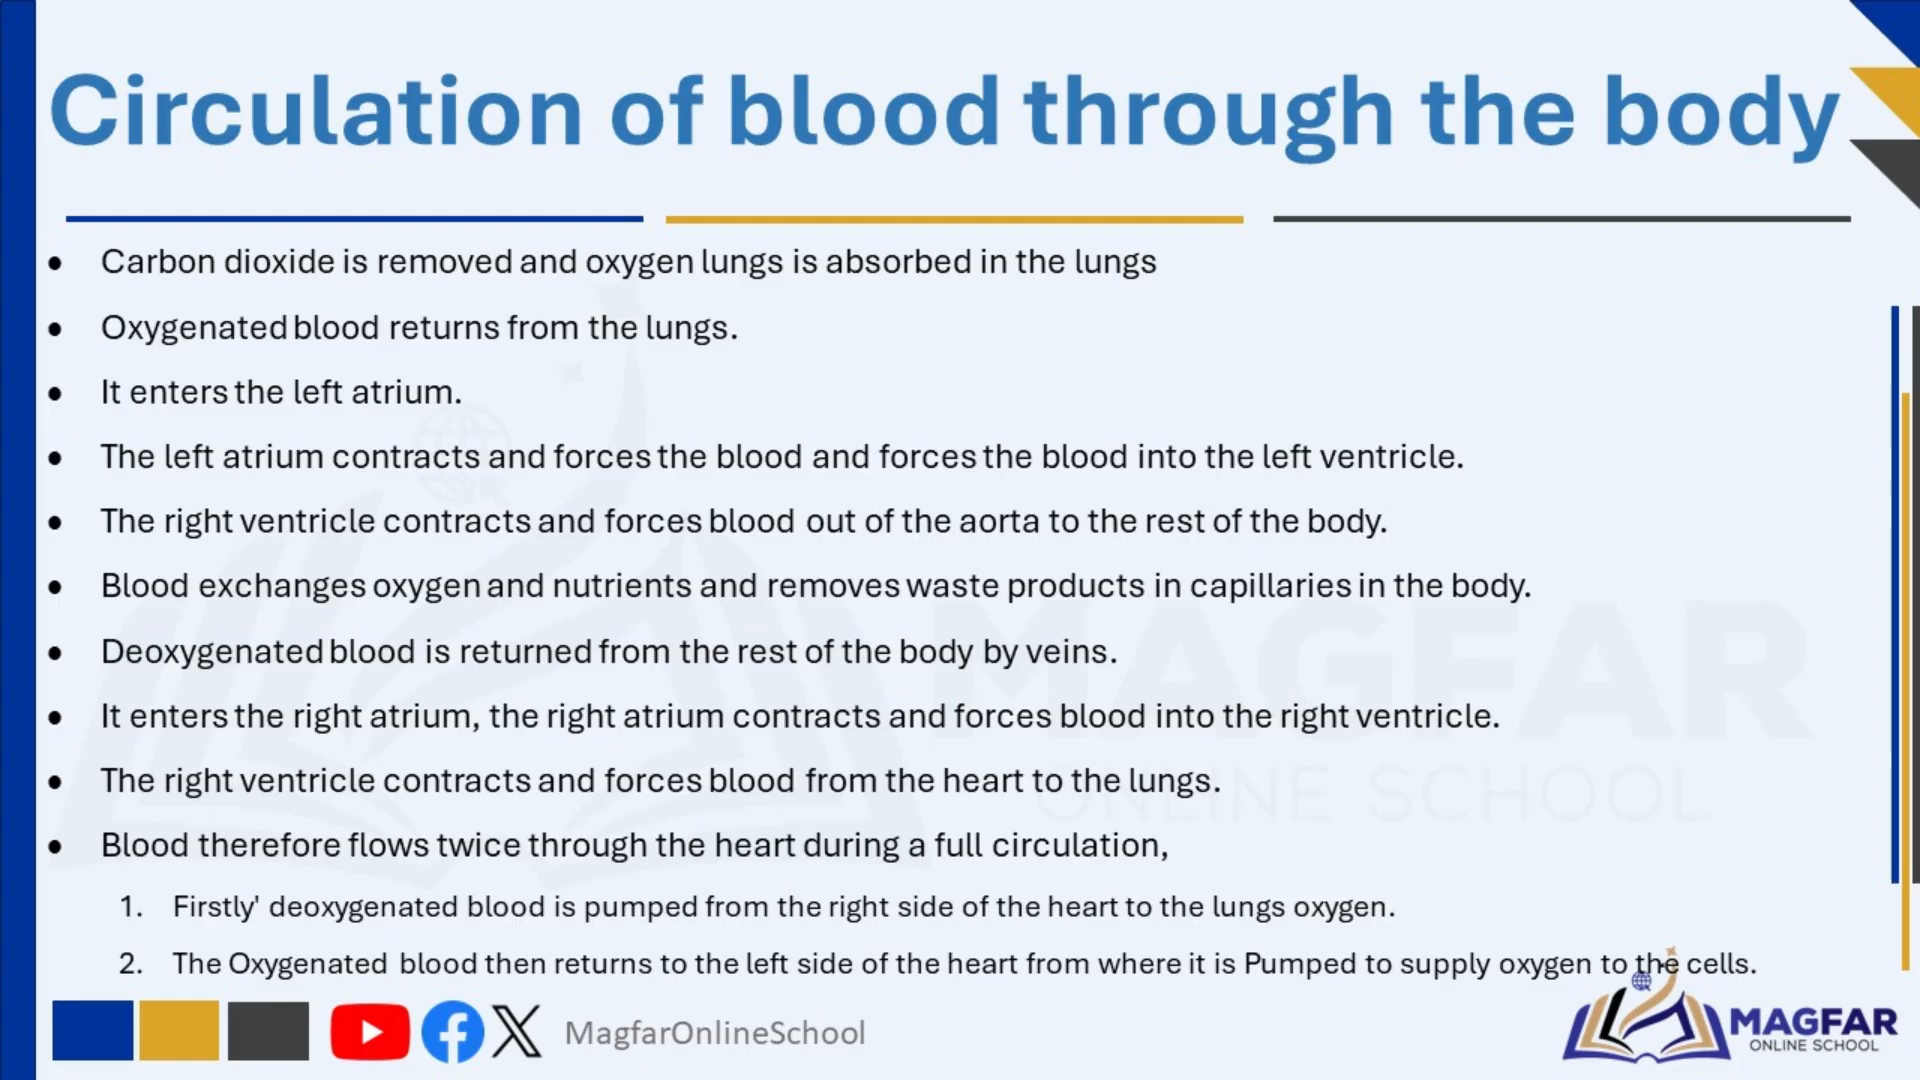 Circulation of blood through the body
• Carbon dioxide is removed and oxygen lungs is absorbed in the lungs
• Oxygenated blood returns from the lungs.
• It enters the left atrium.
• The left atrium contracts and forces the blood and forces the blood into the left ventricle.
• The right ventricle contracts and forces blood out of the aorta to the rest of the body.
• Blood exchanges oxygen and nutrients and removes waste products in capillaries in the body.
• Deoxygenated blood is returned from the rest of the body by veins.
• It enters the right atrium, the right atrium contracts and forces blood into the right ventricle.
• The right ventricle contracts and forces blood from the heart to the lungs.
• Blood therefore flows twice through the heart during a full circulation,
1. Firstly' deoxygenated blood is pumped from the right side of the heart to the lungs oxygen.
2. The Oxygenated blood then returns to the left side of the heart from where it is Pumped to supply oxygen to the cells.
MagfarOnlineSchool
MAGFAR
ONLINE SCHOOL
MAGFAR
ONLINE SCHOOL